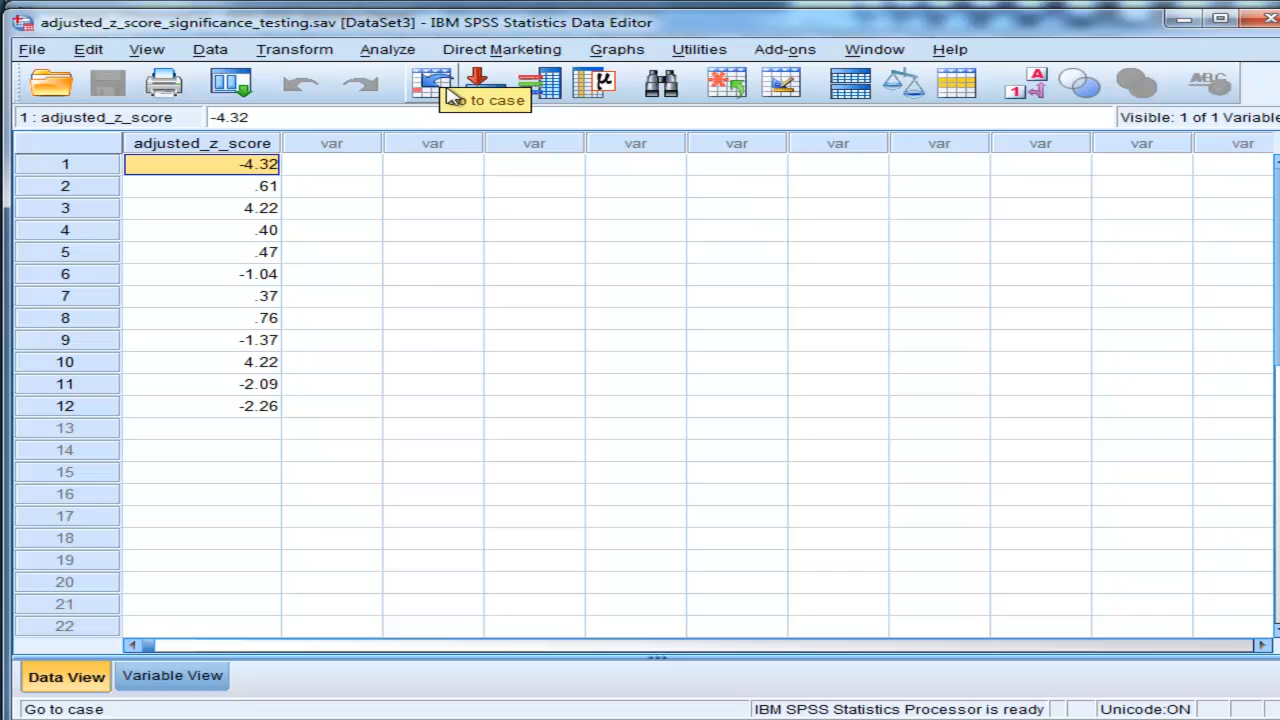 adjusted_z_score_significance_testing.sav [DataSet3] - IBM SPSS Statistics Data Editor
File Edit View Data Transform Analyze Direct Marketing Graphs Utilities Add-ons Window Help
μ 1 A ABC
to case
1 : adjusted_z_score -4.32 Visible: 1 of 1 Variable
adjusted_z_score var var var var var var var var var var
1 -4.32
2 .61
3 4.22
4 .40
5 .47
6 -1.04
7 .37
8 .76
9 -1.37
10 4.22
11 -2.09
12 -2.26
13
14
15
16
17
18
19
20
21
22
Data View Variable View
Go to case IBM SPSS Statistics Processor is ready Unicode:ON